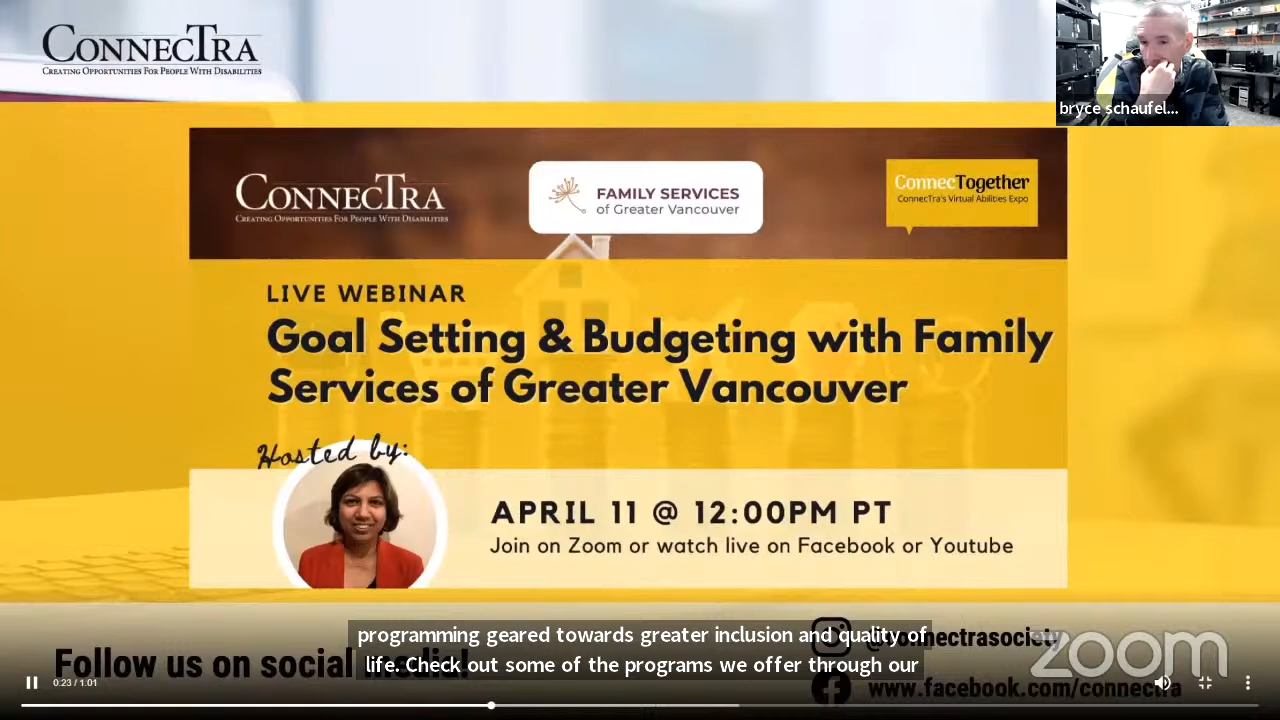 CONNECTRA
CREATING OPPORTUNITIES FOR PEOPLE WITH DISABILITIES
bryce schaufel...
CONNECTRA
CREATING OPPORTUNITIES FOR PEOPLE WITH DISABILITIES
FAMILY SERVICES
of Greater Vancouver
ConnecTogether
ConnecTra's Virtual Abilities Expo
LIVE WEBINAR
Goal Setting & Budgeting with Family
Services of Greater Vancouver
Hosted by:
APRIL 11 @ 12:00PM PT
Join on Zoom or watch live on Facebook or Youtube
programming geared towards greater inclusion and quality of
life. Check out some of the programs we offer through our
Follow us on social media!
@connectrasociety
zoom
www.facebook.com/connectra
0:23 / 1:01